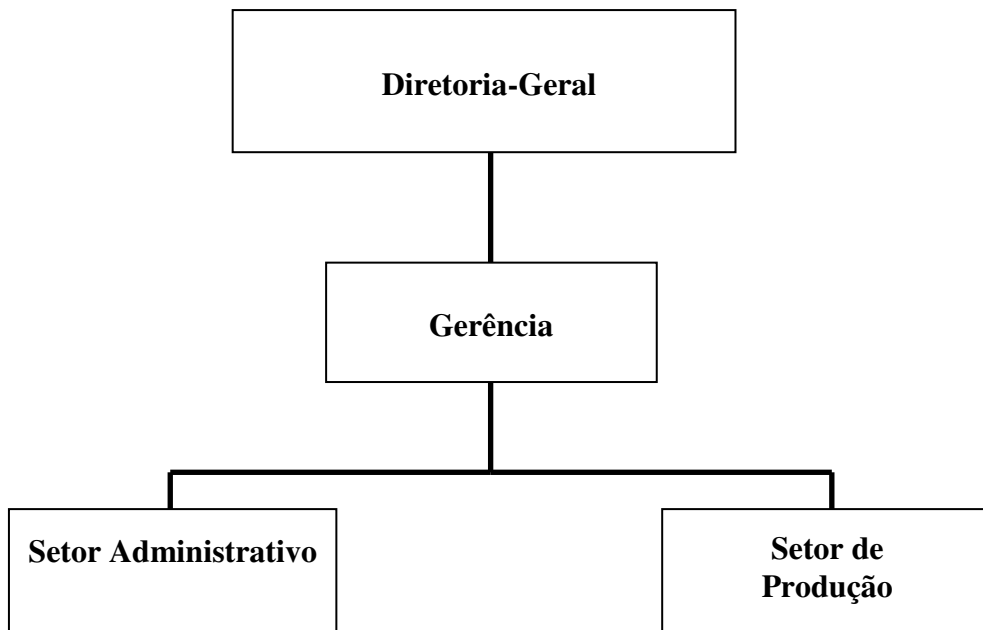 Diretoria-Geral
Gerência
Setor Administrativo
Setor de
Produção